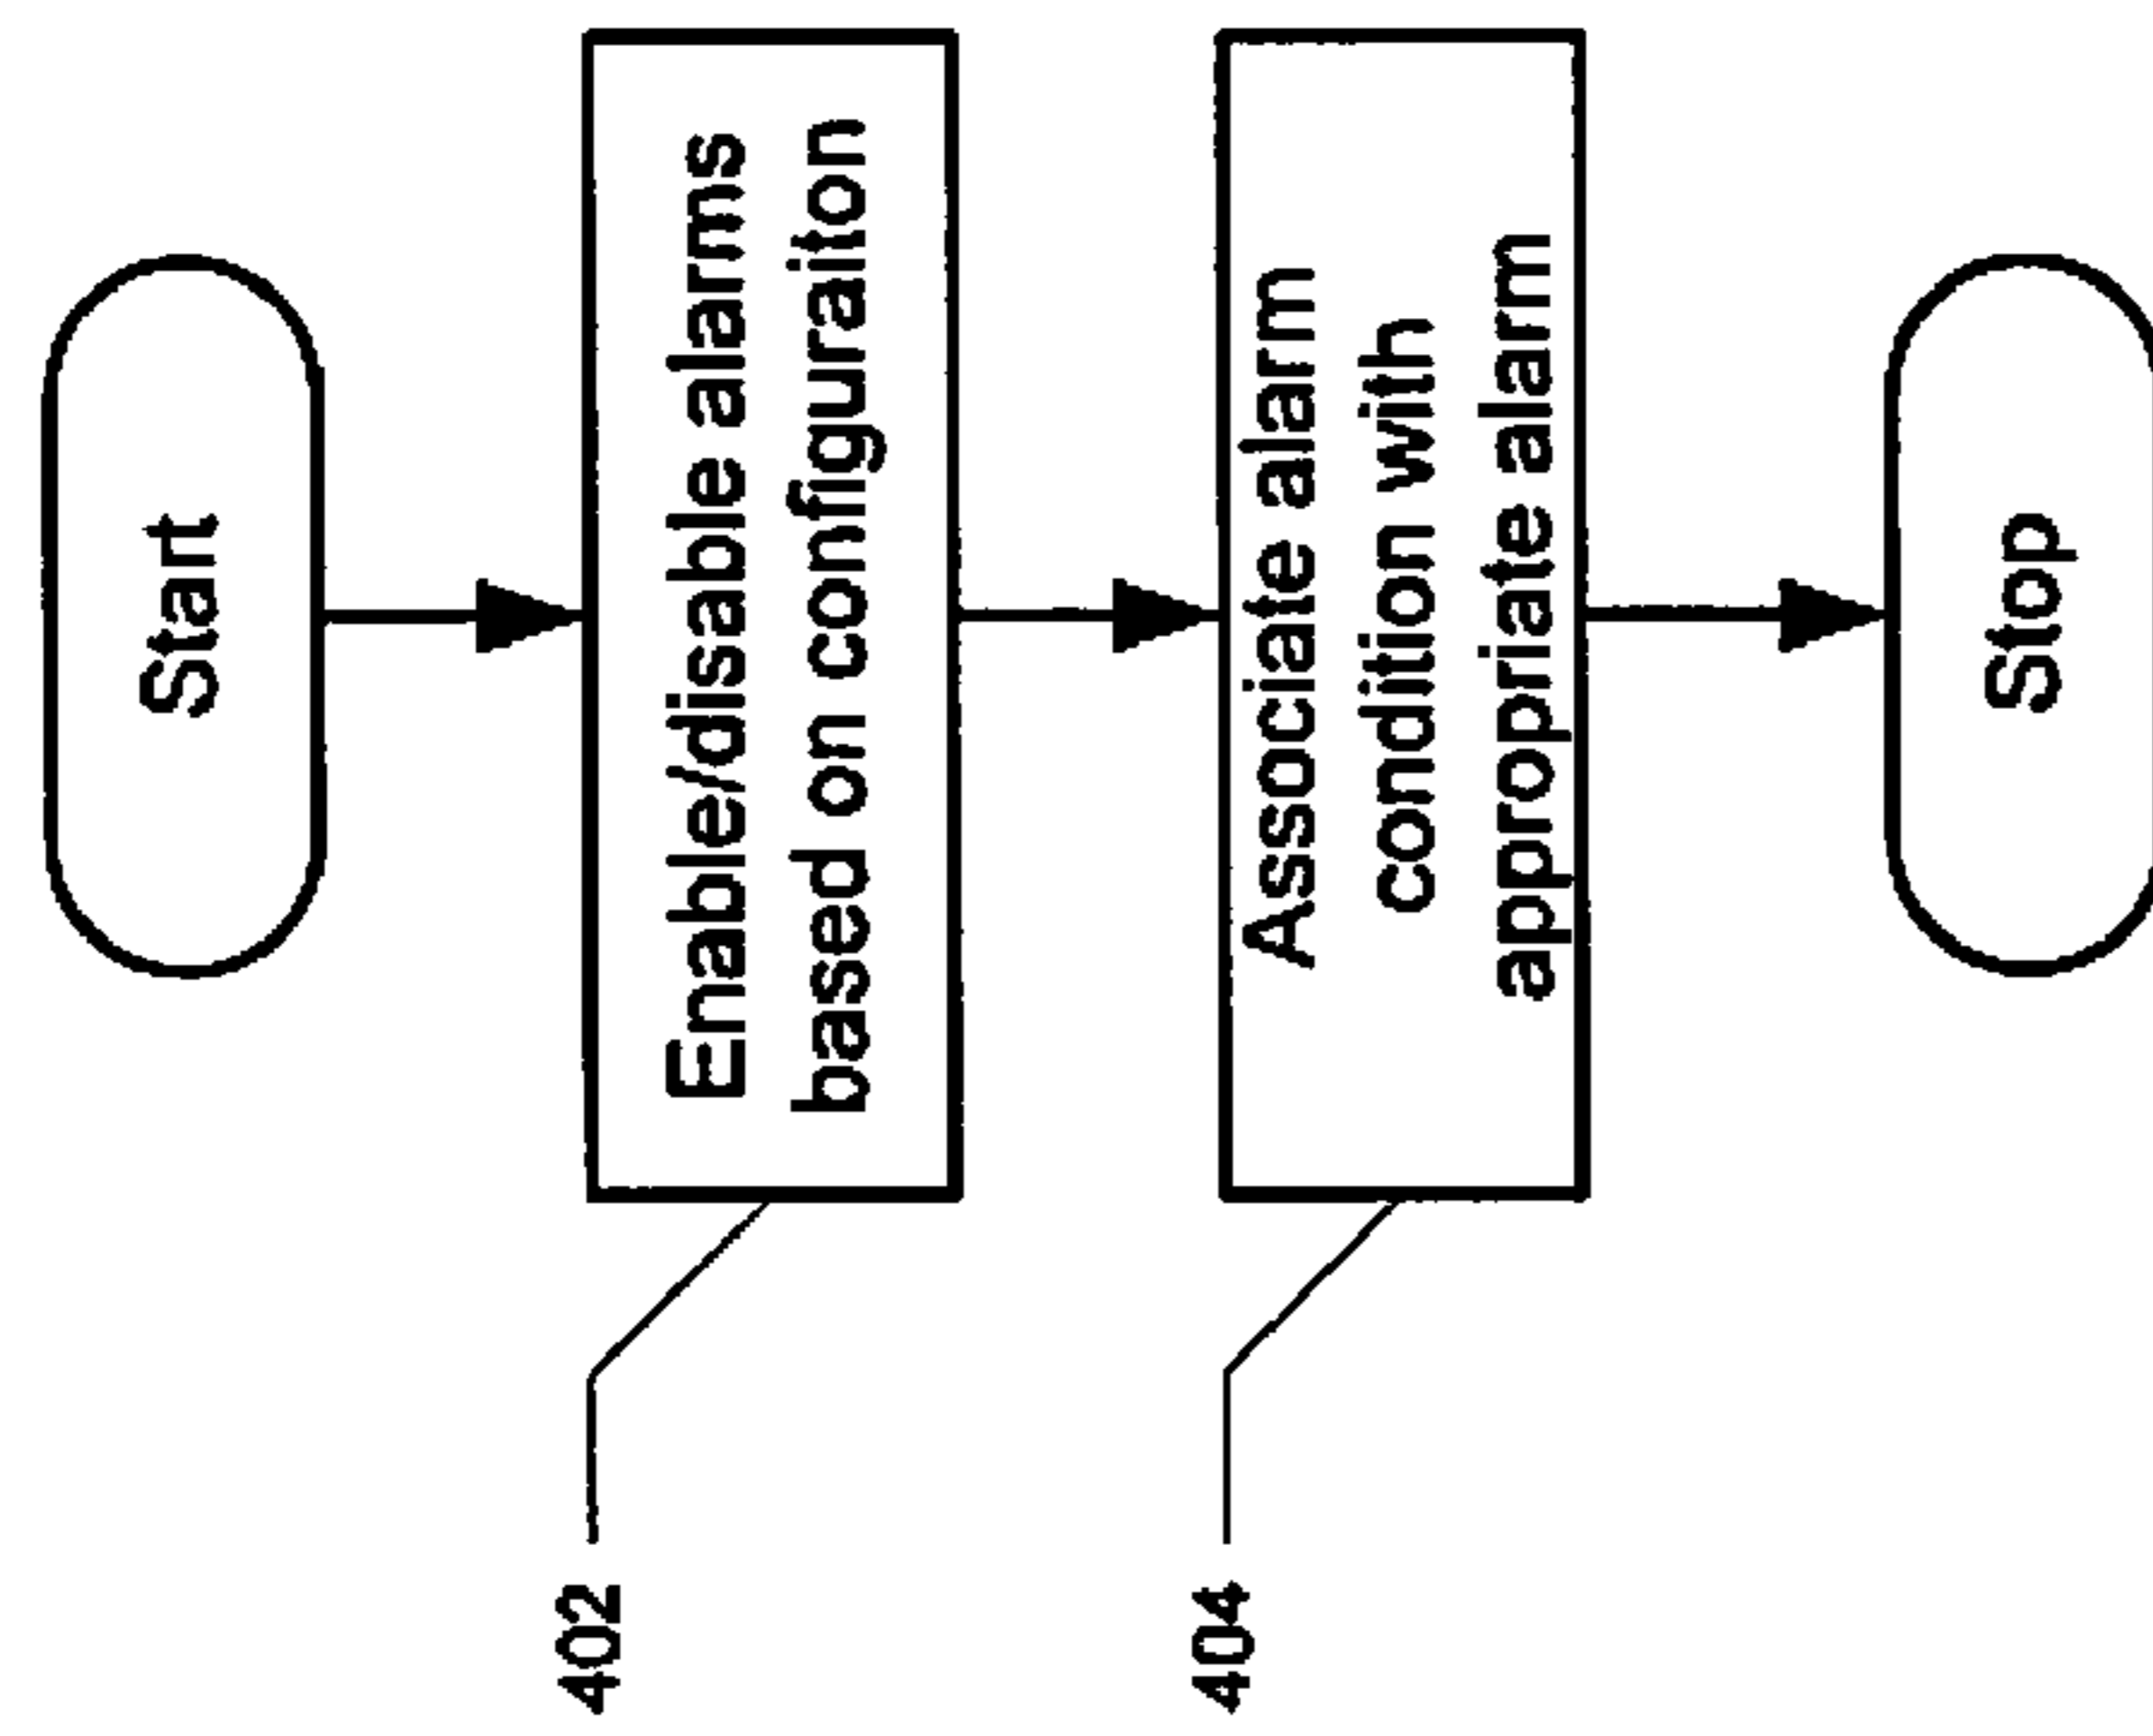 Start
402
Enable/disable alarms
based on configuraiton
404
Associate alarm
condition with
appropriate alarm
Stop